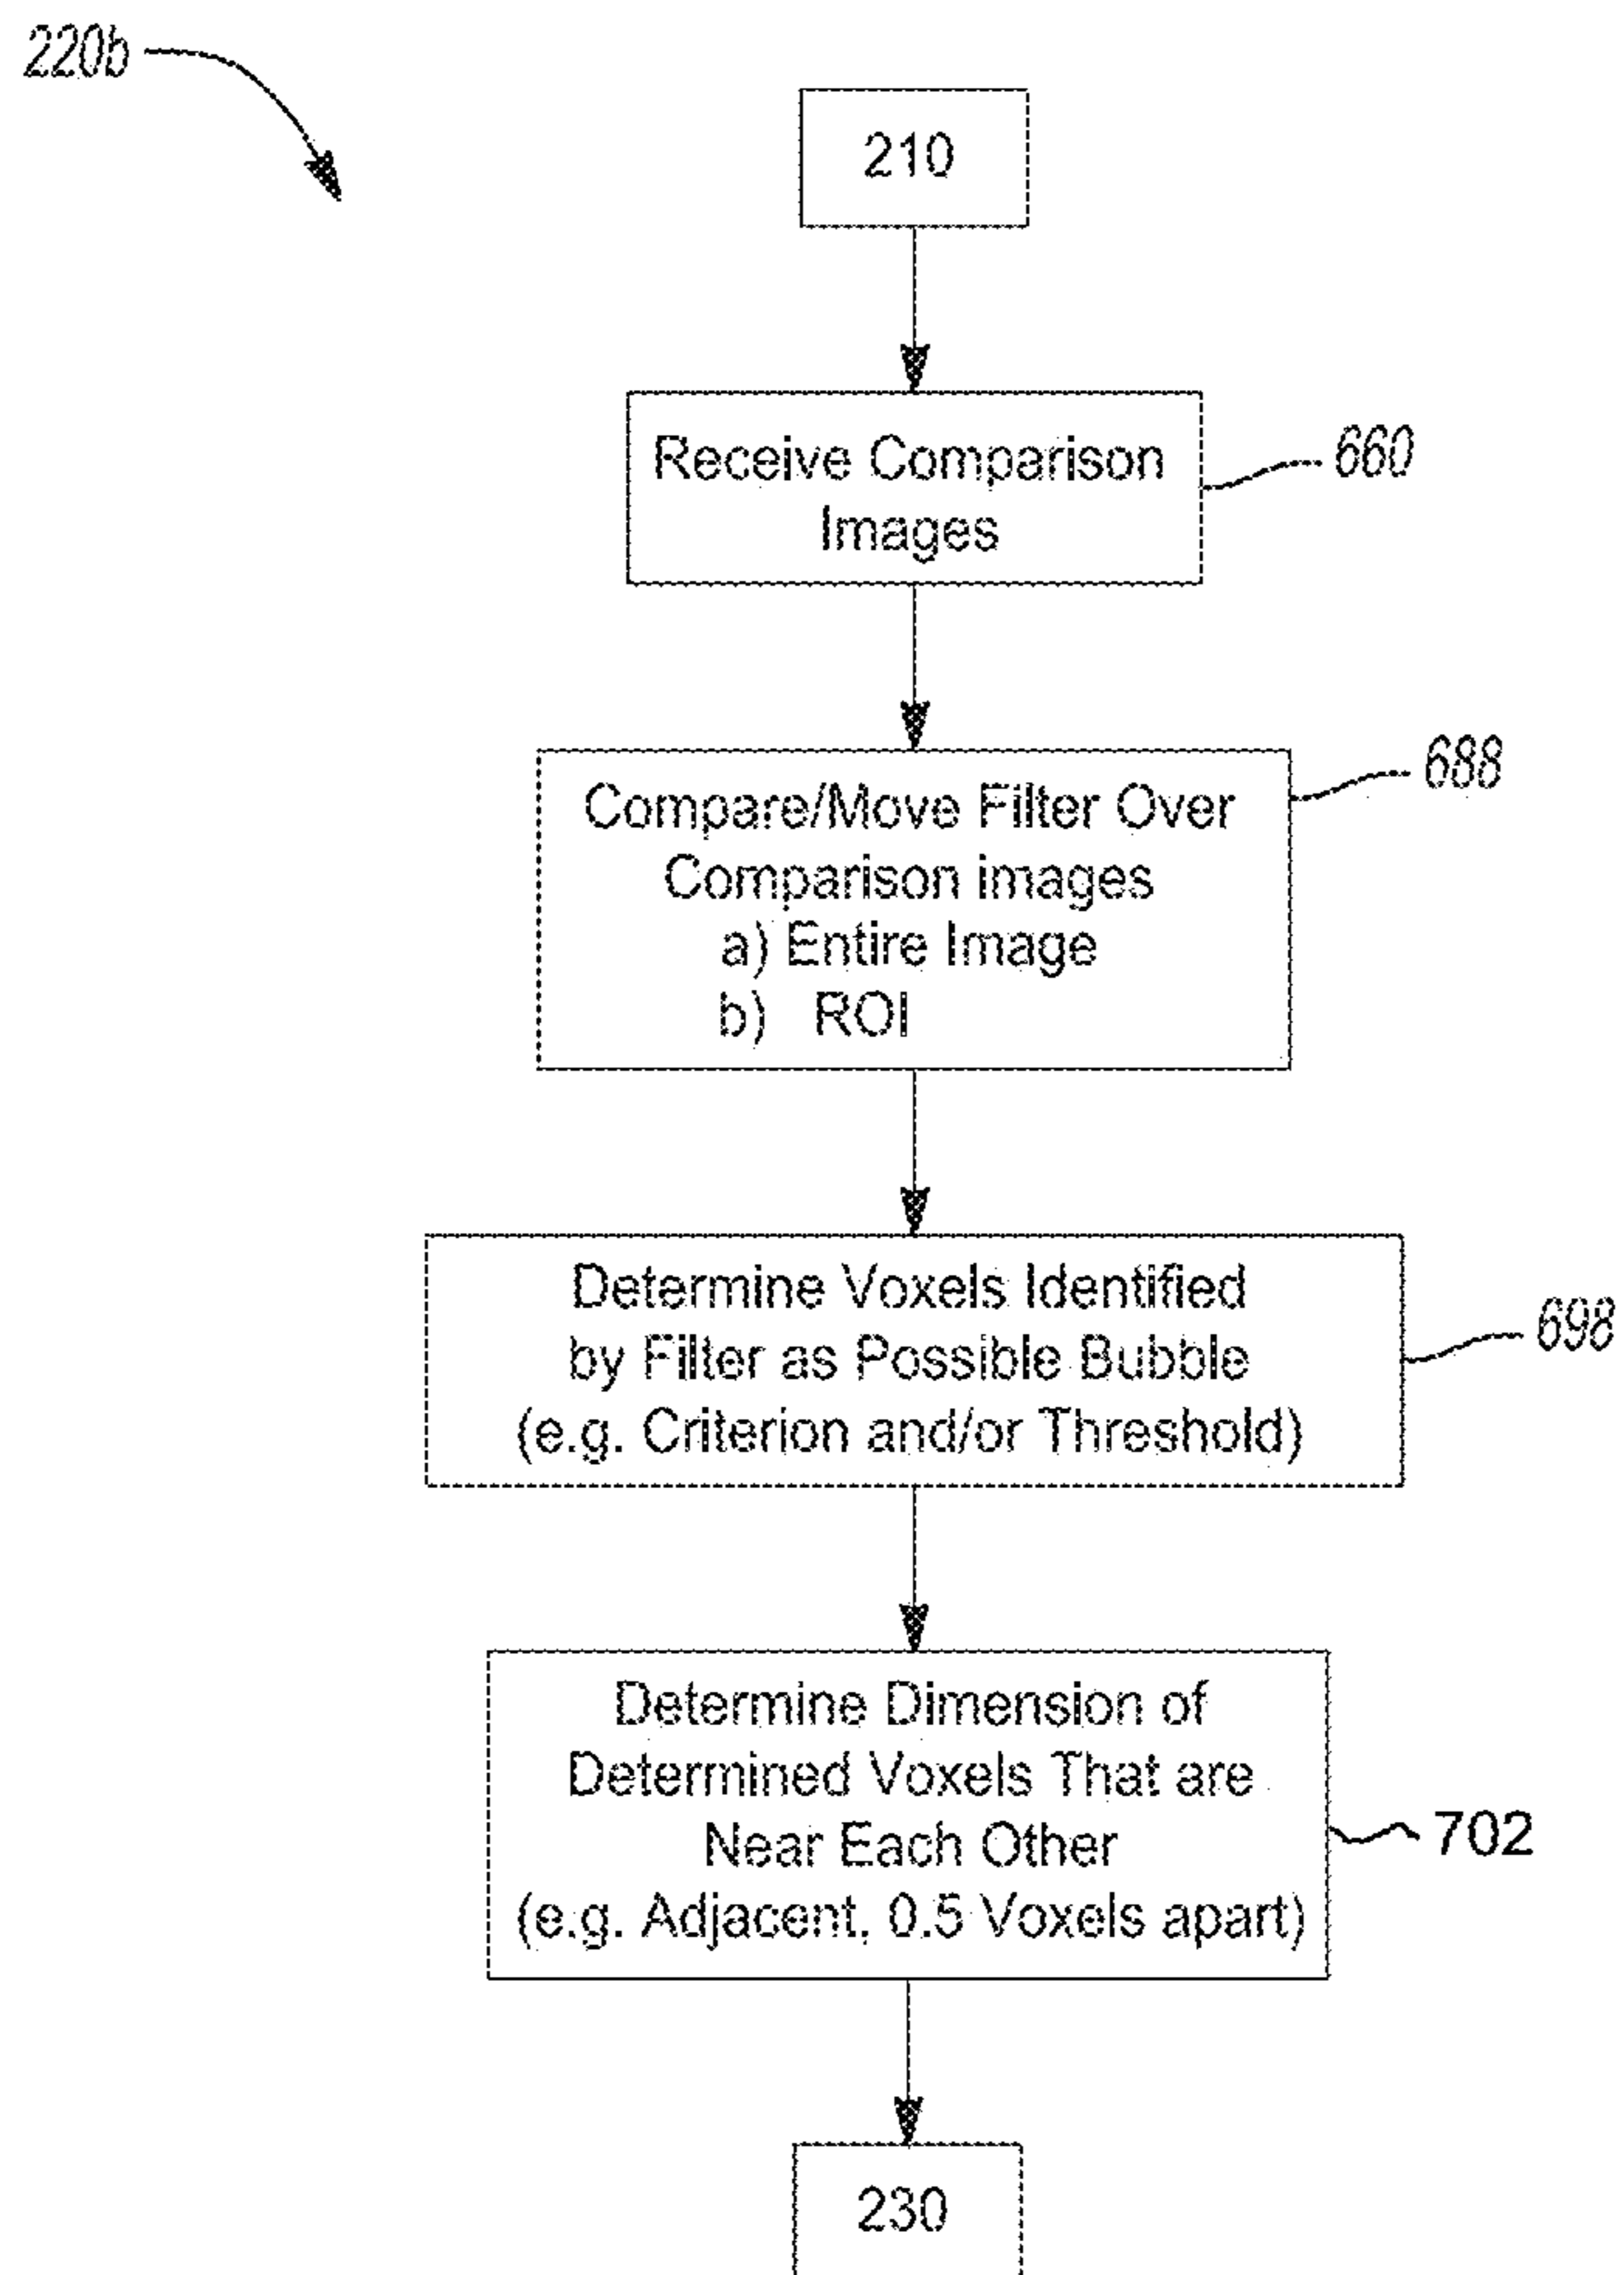 220b
210
Receive Comparison
Images
660
Compare/Move Filter Over
Comparison images
a) Entire Image
b) ROI
688
Determine Voxels Identified
by Filter as Possible Bubble
(e.g. Criterion and/or Threshold)
698
Determine Dimension of
Determined Voxels That are
Near Each Other
(e.g. Adjacent, 0.5 Voxels apart)
702
230